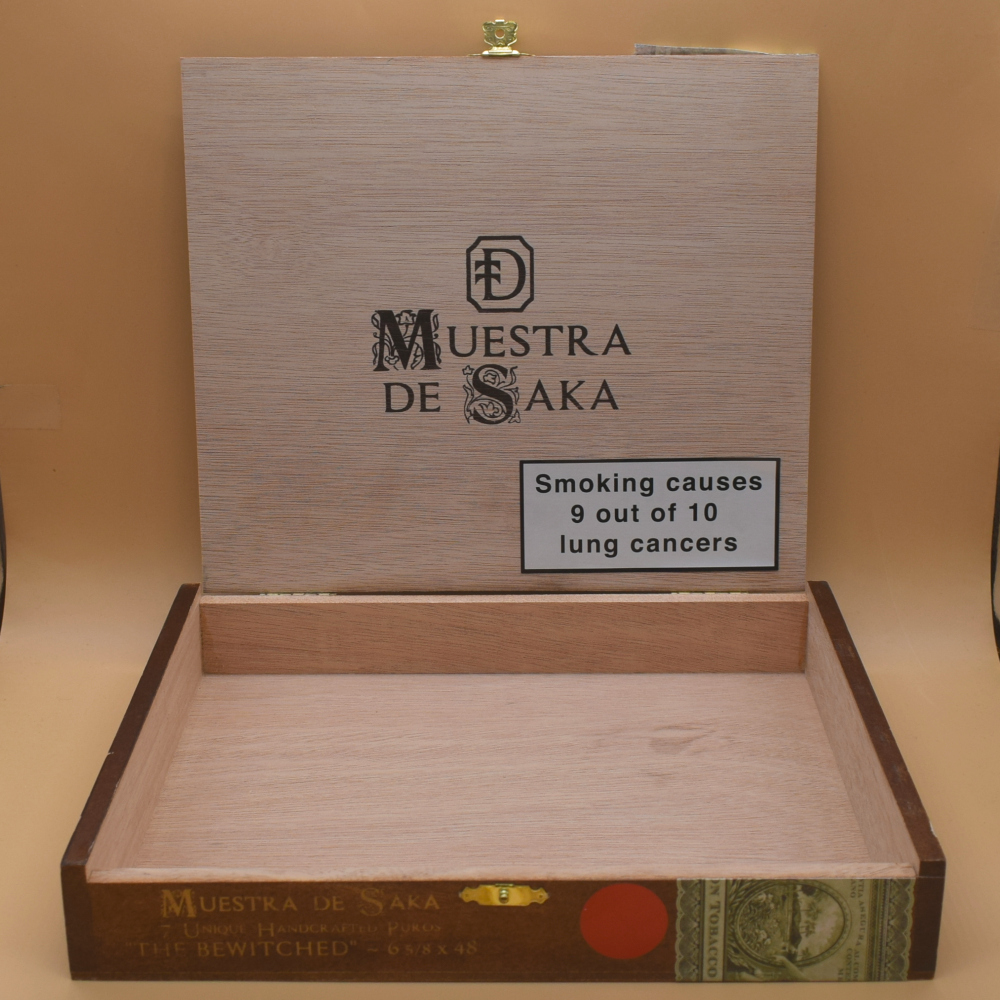 MUESTRA
DE SAKA
Smoking causes
9 out of 10
lung cancers
MUESTRA DE SAKA
7 UNIQUE HANDCRAFTED PUROS
"THE BEWITCHED" ~ 6 5/8 X 48
N TOBACCO